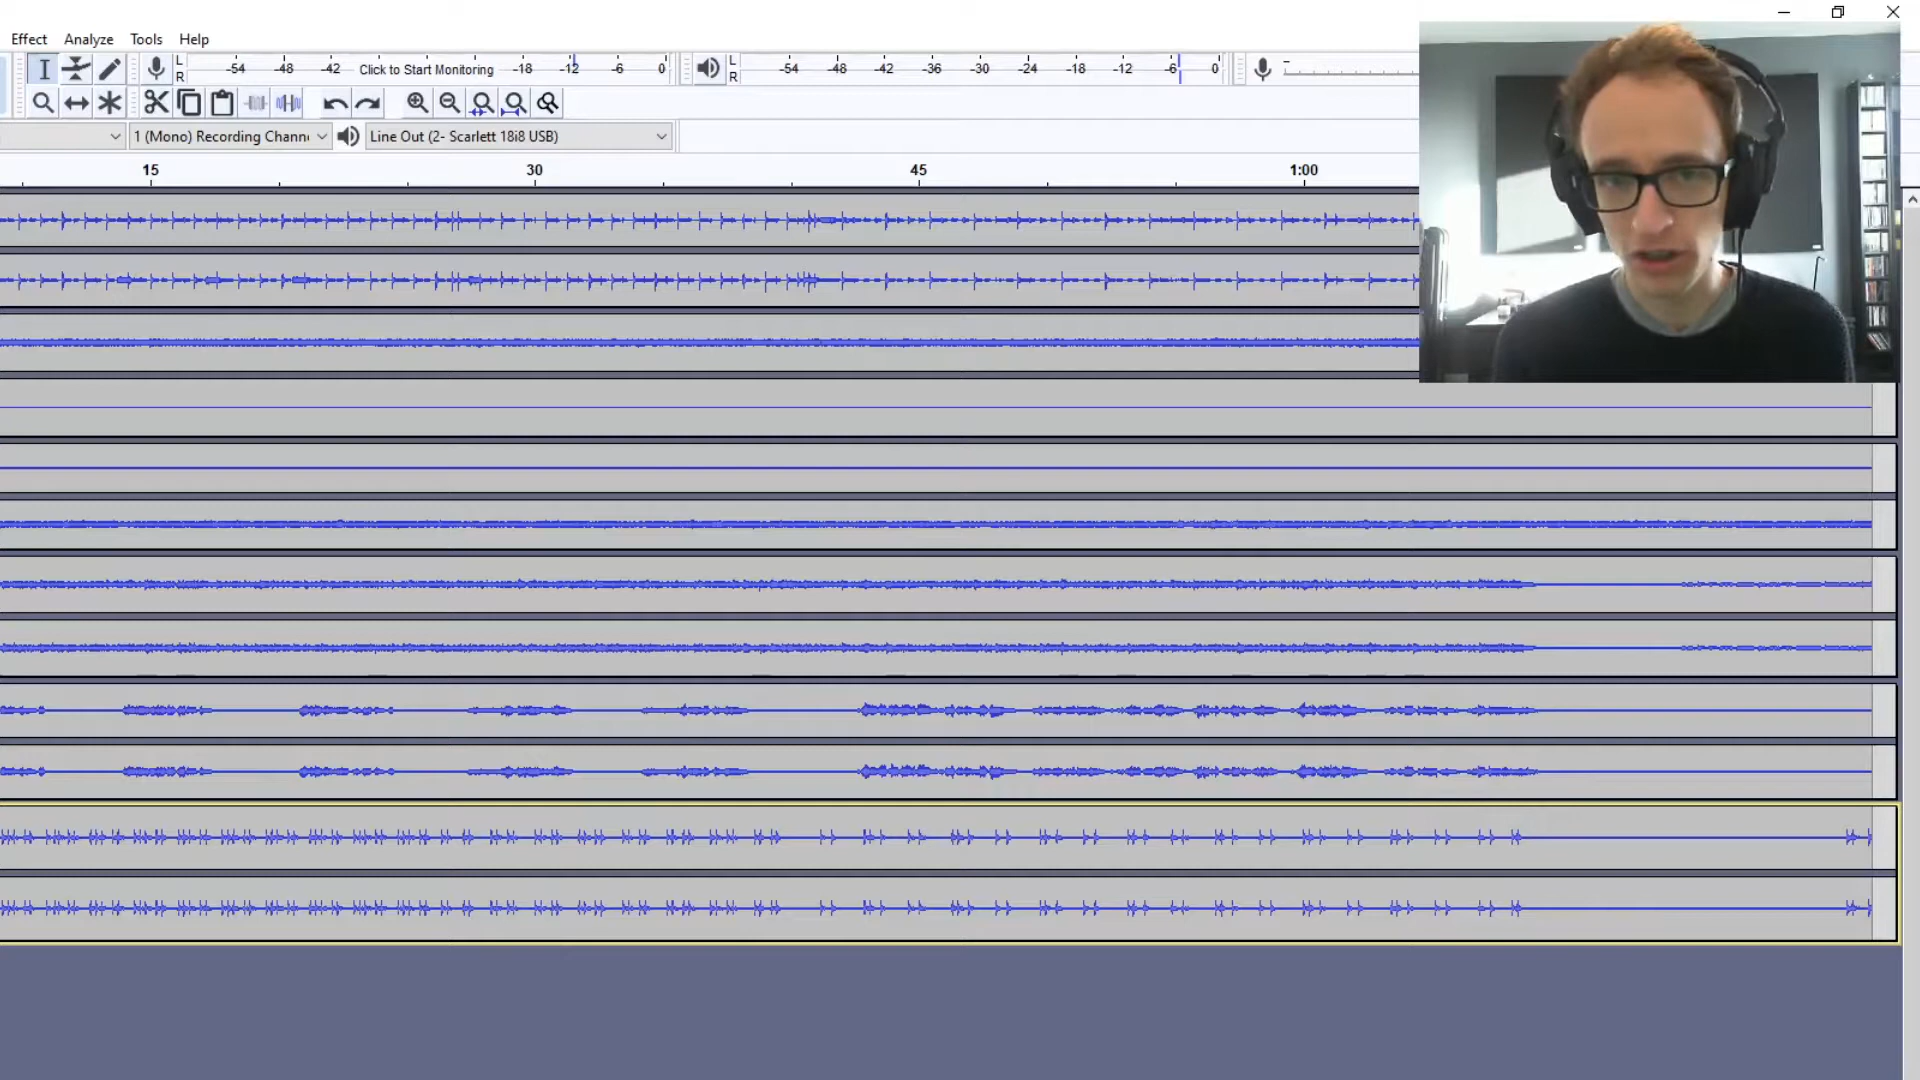 Effect Analyze Tools Help
L
R
-54 -48 -42 Click to Start Monitoring -18 -12 -6 0
L
R
-54 -48 -42 -36 -30 -24 -18 -12 -6 0
1 (Mono) Recording Chann
Line Out (2- Scarlett 18i8 USB)
15 30 45 1:00